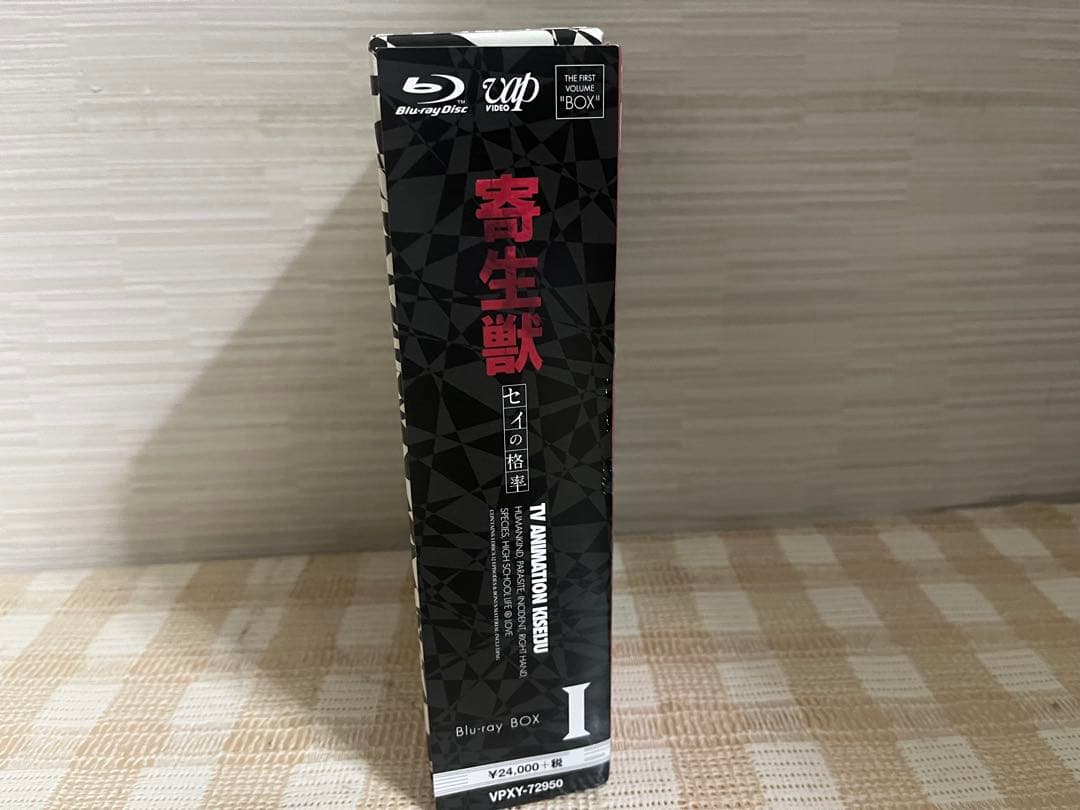 Blu-ray Disc™
vap
VIDEO
THE FIRST
VOLUME
"BOX"
寄生獣
セイの格率
TV ANIMATION KISEIJU
HUMANKIND, PARASITE, INCIDENT, RIGHT HAND,
SPECIES, HIGH SCHOOL LIFE & LOVE
Blu-ray BOX
I
¥24,000+税
VPXY-72950